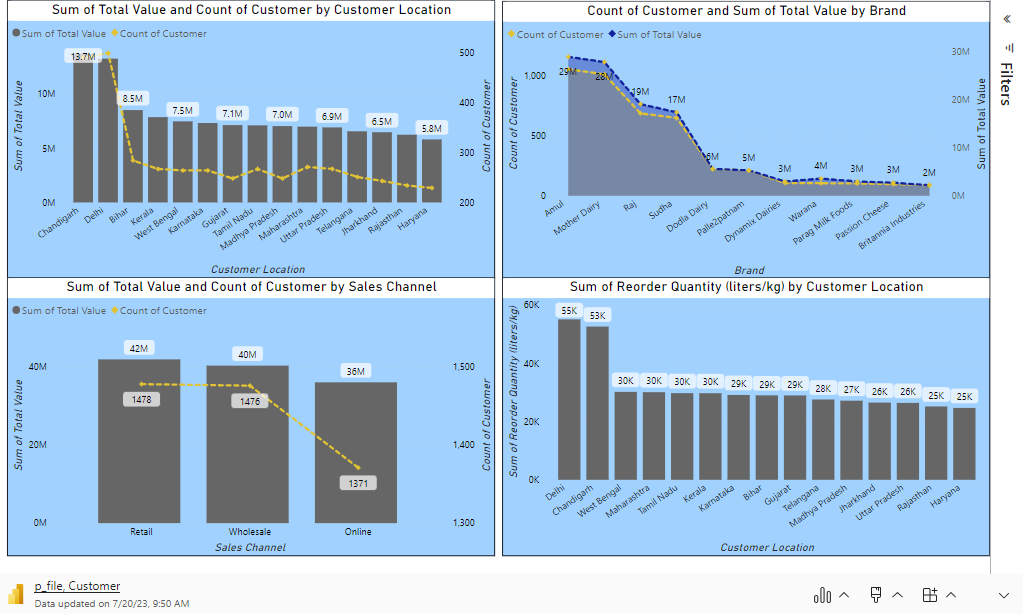 Sum of Total Value and Count of Customer by Customer Location
Sum of Total Value Count of Customer
Sum of Total Value
10M
5M
0M
13.7M
8.5M
7.5M
7.1M
7.0M
6.9M
6.5M
5.8M
500
400
300
200
Count of Customer
Chandigarh
Delhi
Bihar
Kerala
West Bengal
Karnataka
Gujarat
Tamil Nadu
Madhya Pradesh
Maharashtra
Uttar Pradesh
Telangana
Jharkhand
Rajasthan
Haryana
Customer Location
Count of Customer and Sum of Total Value by Brand
Count of Customer Sum of Total Value
Count of Customer
1,000
500
0
29M
28M
19M
17M
6M
5M
3M
4M
3M
3M
2M
30M
20M
10M
0M
Sum of Total Value
Amul
Mother Dairy
Raj
Sudha
Dodla Dairy
Palle2patnam
Dynamix Dairies
Warana
Parag Milk Foods
Passion Cheese
Britannia Industries
Brand
Sum of Total Value and Count of Customer by Sales Channel
Sum of Total Value Count of Customer
Sum of Total Value
40M
20M
0M
42M
40M
36M
1478
1476
1371
1,500
1,400
1,300
Count of Customer
Retail
Wholesale
Online
Sales Channel
Sum of Reorder Quantity (liters/kg) by Customer Location
Sum of Reorder Quantity (liters/kg)
60K
40K
20K
0K
55K
53K
30K
30K
30K
30K
29K
29K
29K
28K
27K
26K
26K
25K
25K
Delhi
Chandigarh
West Bengal
Maharashtra
Tamil Nadu
Kerala
Karnataka
Bihar
Gujarat
Telangana
Madhya Pradesh
Jharkhand
Uttar Pradesh
Rajasthan
Haryana
Customer Location
Filters
p_file, Customer
Data updated on 7/20/23, 9:50 AM